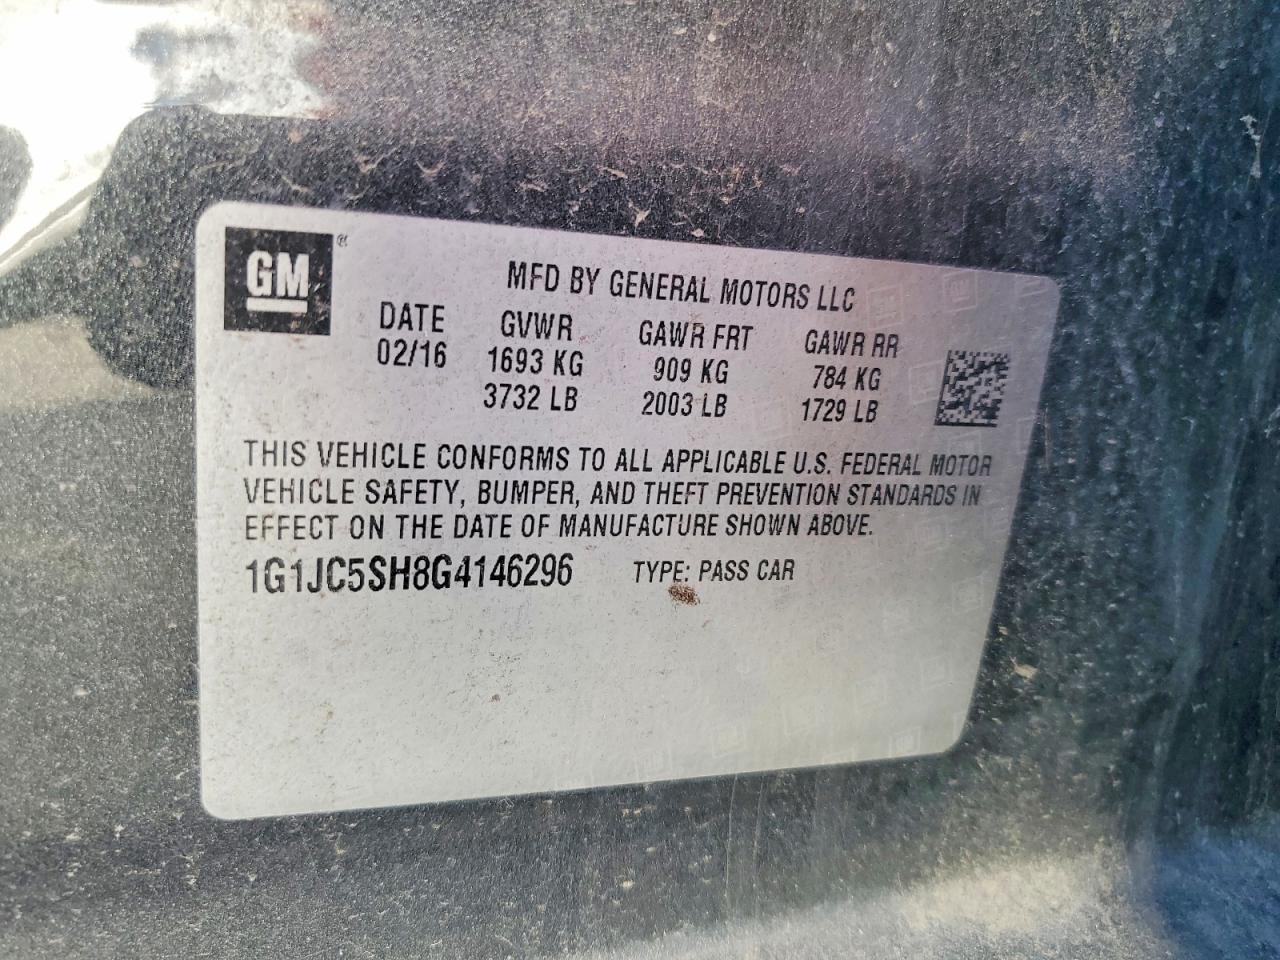 GM ®
MFD BY GENERAL MOTORS LLC
DATE GVWR GAWR FRT GAWR RR
02/16 1693 KG 909 KG 784 KG
3732 LB 2003 LB 1729 LB
THIS VEHICLE CONFORMS TO ALL APPLICABLE U.S. FEDERAL MOTOR
VEHICLE SAFETY, BUMPER, AND THEFT PREVENTION STANDARDS IN
EFFECT ON THE DATE OF MANUFACTURE SHOWN ABOVE.
1G1JC5SH8G4146296 TYPE: PASS CAR